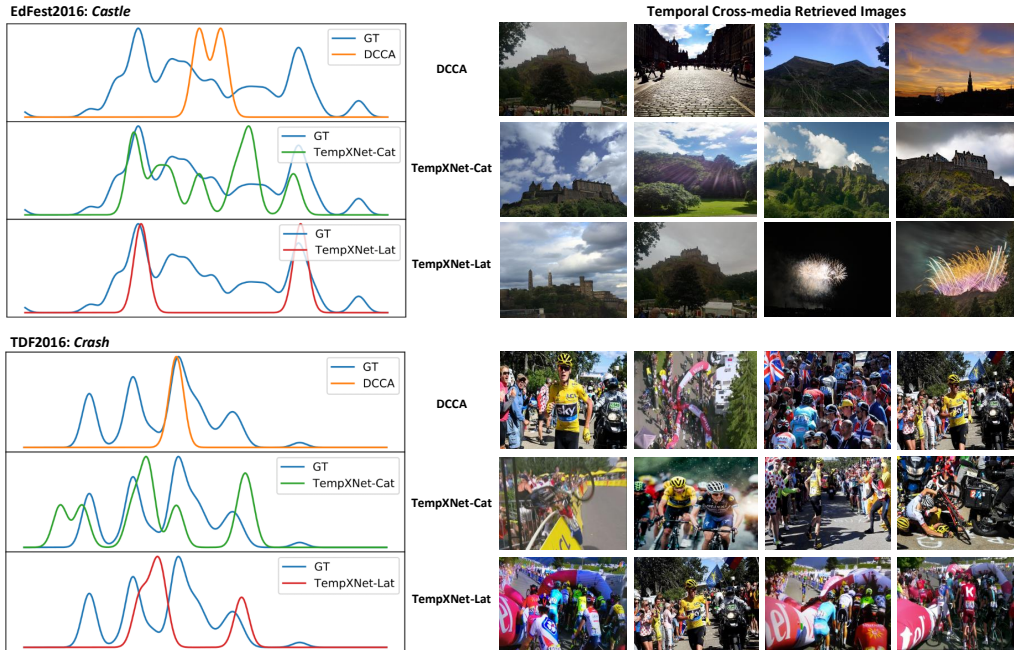 EdFest2016: Castle
Temporal Cross-media Retrieved Images
GT
DCCA
DCCA
GT
TempXNet-Cat
TempXNet-Cat
GT
TempXNet-Lat
TempXNet-Lat
TDF2016: Crash
GT
DCCA
DCCA
sky
GT
TempXNet-Cat
TempXNet-Cat
GT
TempXNet-Lat
TempXNet-Lat
K